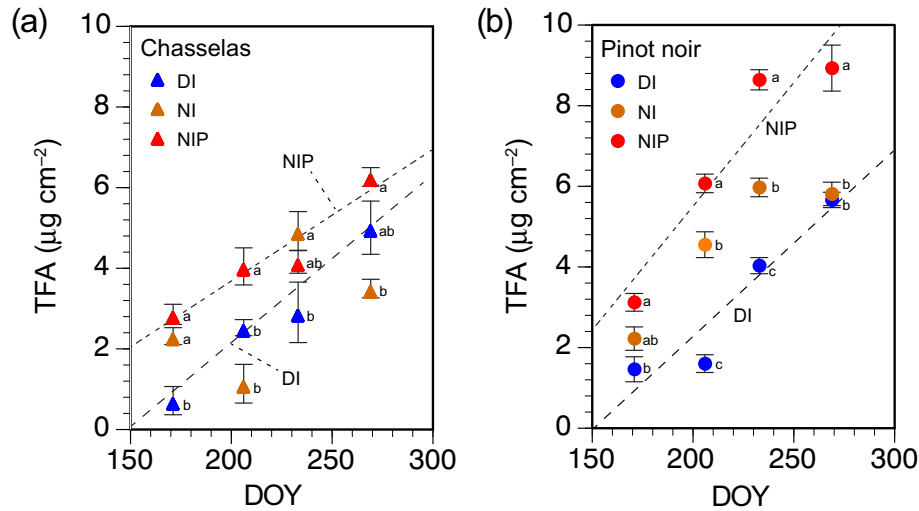 (a)
Chasselas
DI
NI
NIP
NIP
DI
a
a
b
a
b
b
a
ab
b
a
ab
b
TFA (μg cm⁻²)
10
8
6
4
2
0
150
200
250
300
DOY
(b)
Pinot noir
DI
NI
NIP
NIP
DI
a
ab
b
a
b
c
a
b
c
a
b
b
TFA (μg cm⁻²)
10
8
6
4
2
0
150
200
250
300
DOY